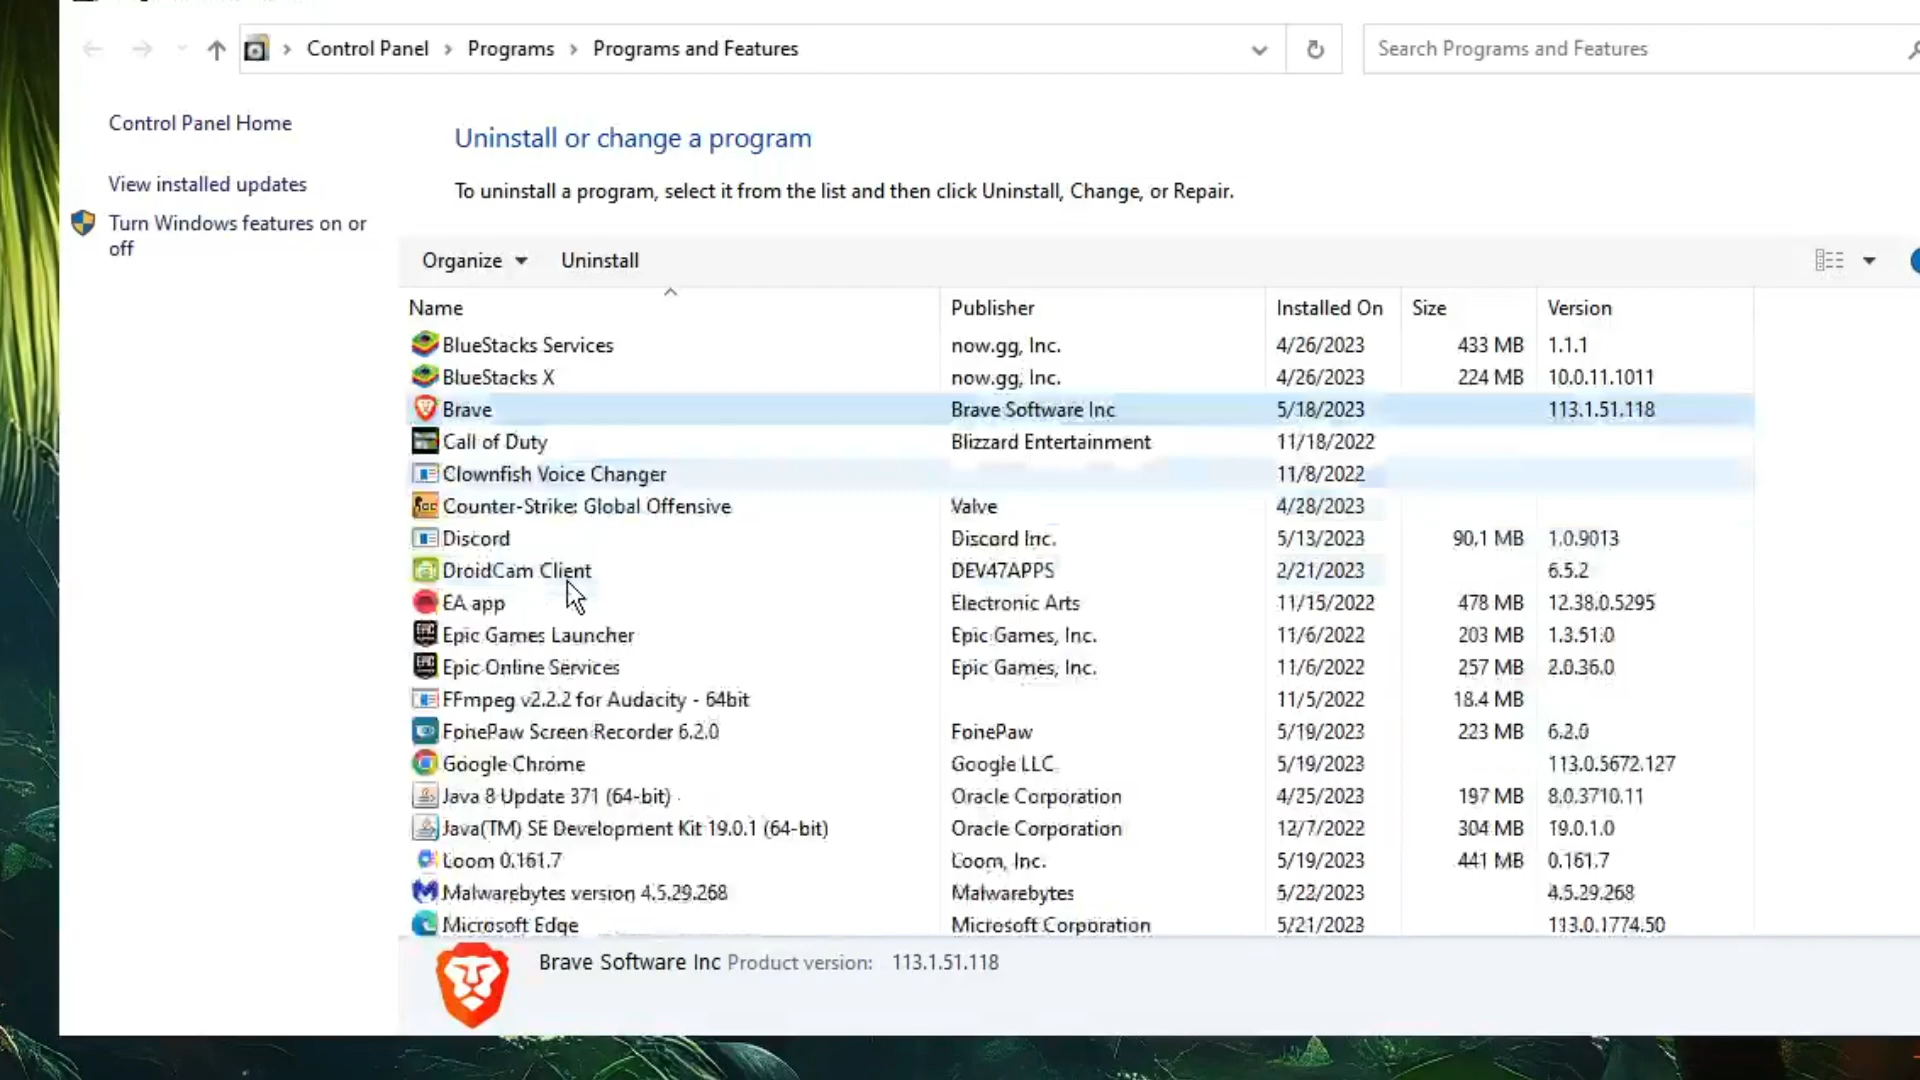 Control Panel > Programs > Programs and Features
Search Programs and Features
Control Panel Home
View installed updates
Turn Windows features on or
off
Uninstall or change a program
To uninstall a program, select it from the list and then click Uninstall, Change, or Repair.
Organize Uninstall
Name Publisher Installed On Size Version
BlueStacks Services now.gg, Inc. 4/26/2023 433 MB 1.1.1
BlueStacks X now.gg, Inc. 4/26/2023 224 MB 10.0.11.1011
Brave Brave Software Inc 5/18/2023 113.1.51.118
Call of Duty Blizzard Entertainment 11/18/2022
Clownfish Voice Changer 11/8/2022
Counter-Strike: Global Offensive Valve 4/28/2023
Discord Discord Inc. 5/13/2023 90.1 MB 1.0.9013
DroidCam Client DEV47APPS 2/21/2023 6.5.2
EA app Electronic Arts 11/15/2022 478 MB 12.38.0.5295
Epic Games Launcher Epic Games, Inc. 11/6/2022 203 MB 1.3.51.0
Epic Online Services Epic Games, Inc. 11/6/2022 257 MB 2.0.36.0
FFmpeg v2.2.2 for Audacity - 64bit 11/5/2022 18.4 MB
FonePaw Screen Recorder 6.2.0 FonePaw 5/19/2023 223 MB 6.2.0
Google Chrome Google LLC 5/19/2023 113.0.5672.127
Java 8 Update 371 (64-bit) Oracle Corporation 4/25/2023 197 MB 8.0.3710.11
Java(TM) SE Development Kit 19.0.1 (64-bit) Oracle Corporation 12/7/2022 304 MB 19.0.1.0
Loom 0.161.7 Loom, Inc. 5/19/2023 441 MB 0.161.7
Malwarebytes version 4.5.29.268 Malwarebytes 5/22/2023 4.5.29.268
Microsoft Edge Microsoft Corporation 5/21/2023 113.0.1774.50
Brave Software Inc Product version: 113.1.51.118